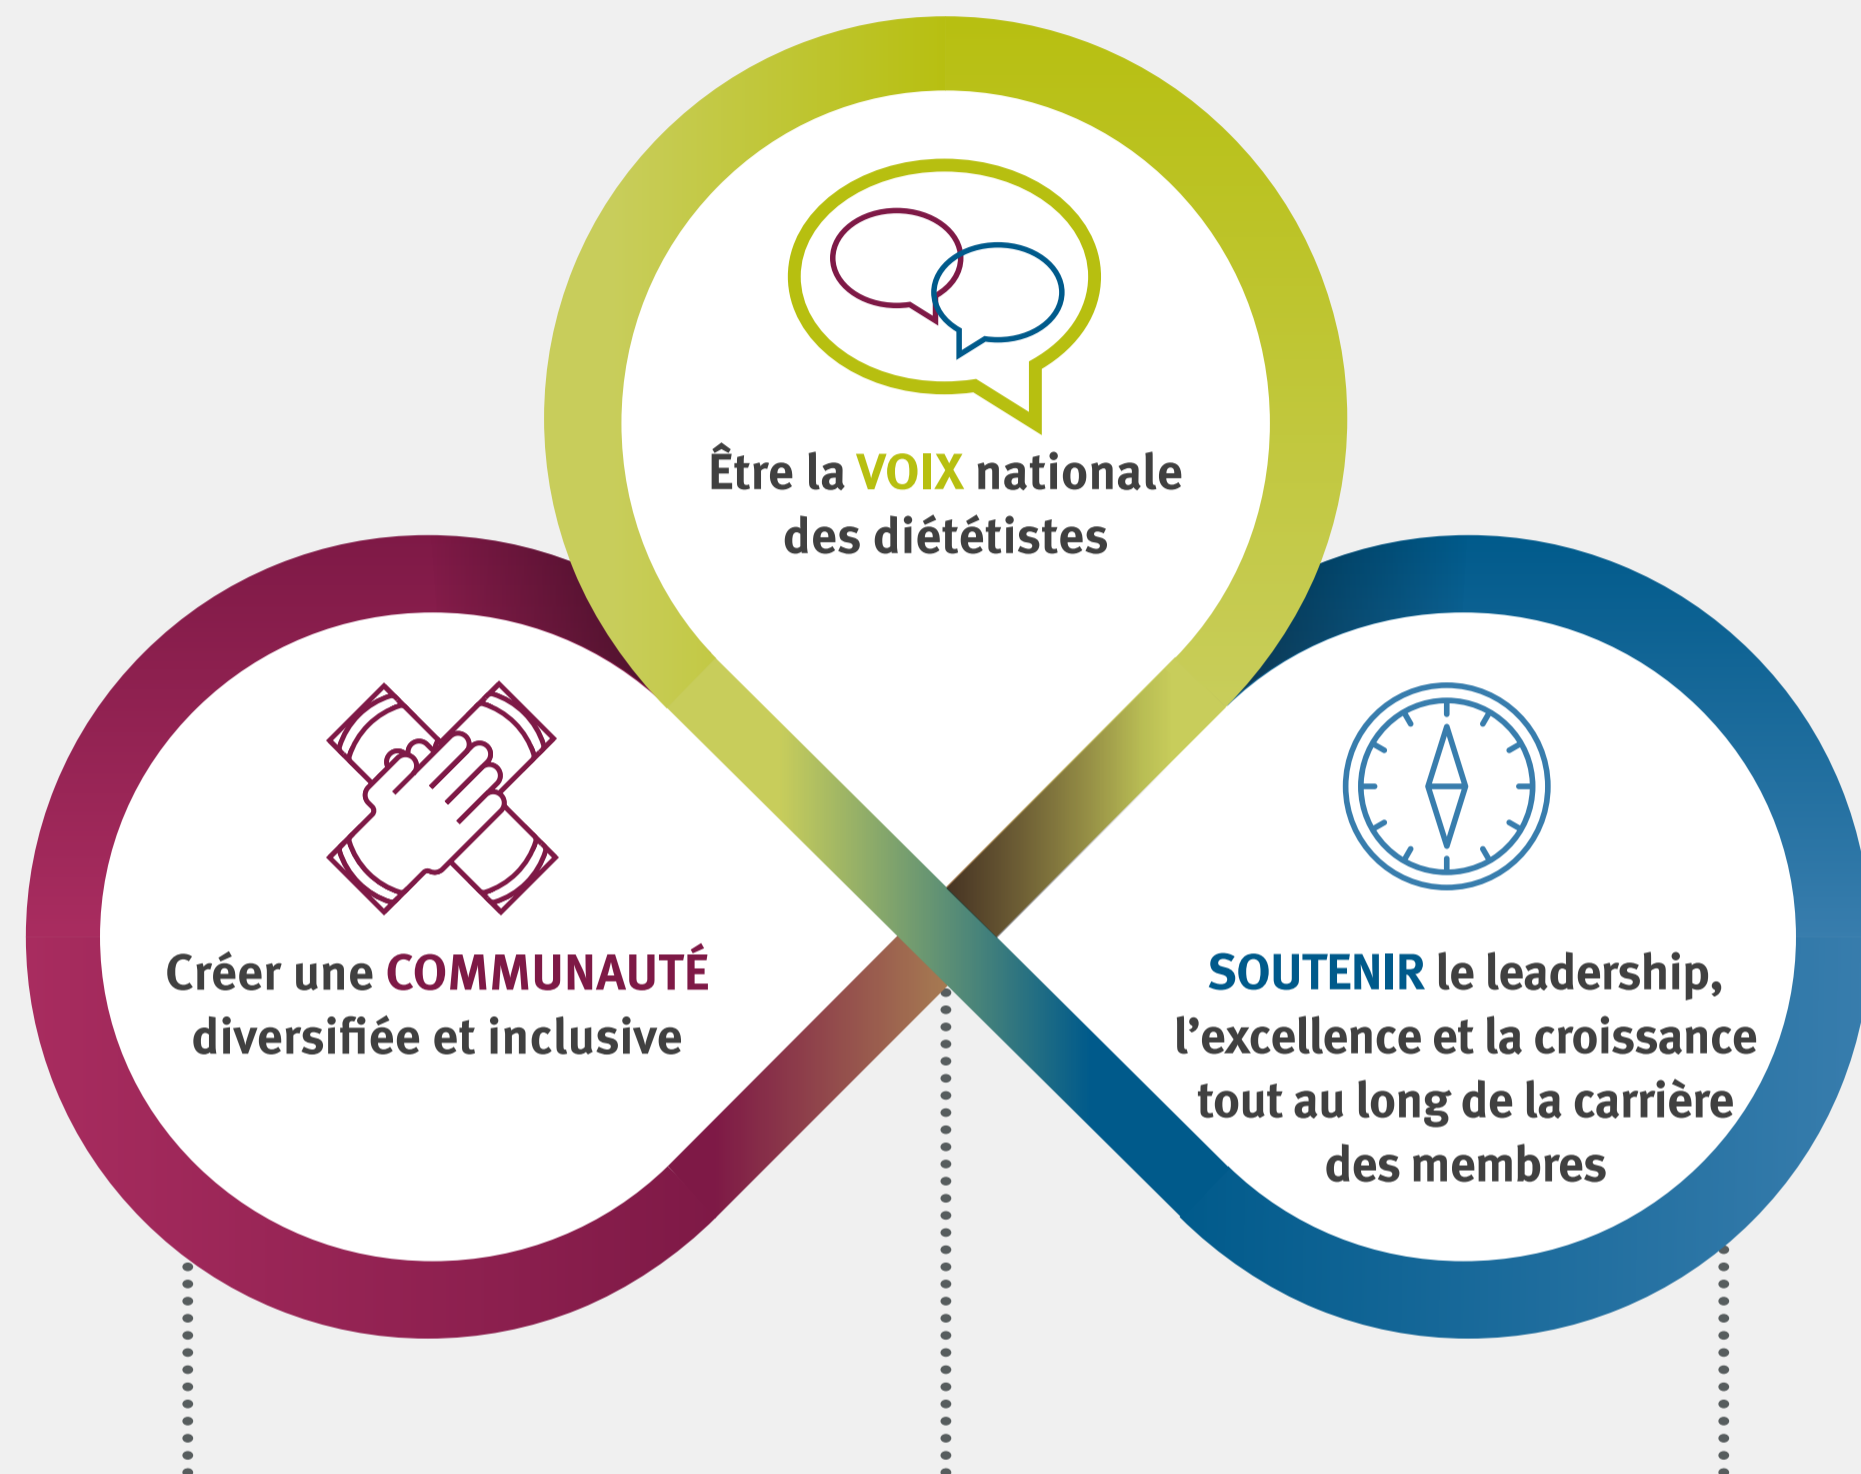 Être la VOIX nationale
des diététistes
Créer une COMMUNAUTÉ
diversifiée et inclusive
SOUTENIR le leadership,
l’excellence et la croissance
tout au long de la carrière
des membres